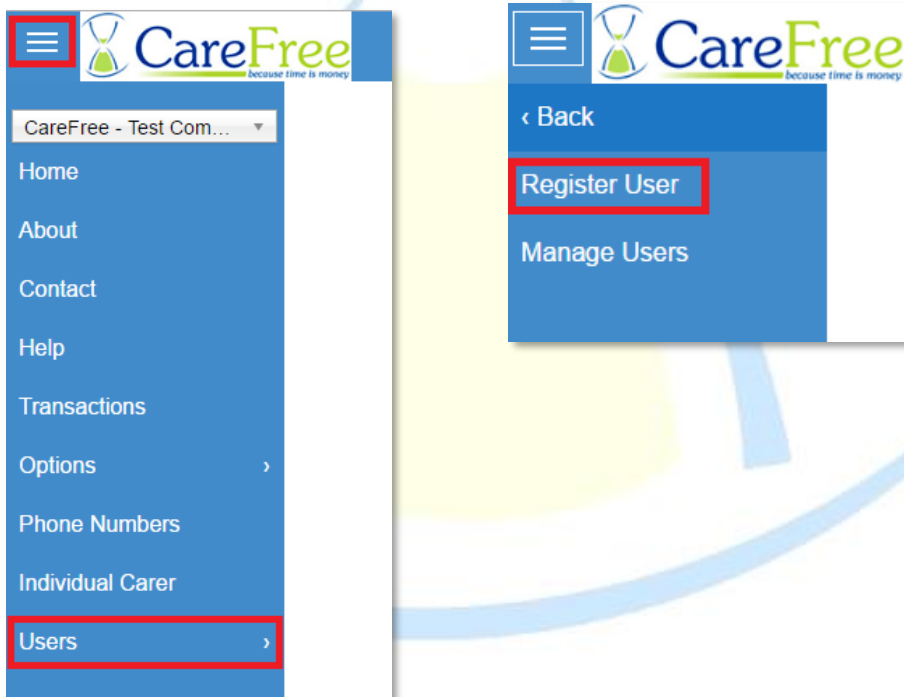 CareFree
because time is money
CareFree - Test Com...
Home
About
Contact
Help
Transactions
Options ›
Phone Numbers
Individual Carer
Users ›
CareFree
because time is money
‹ Back
Register User
Manage Users